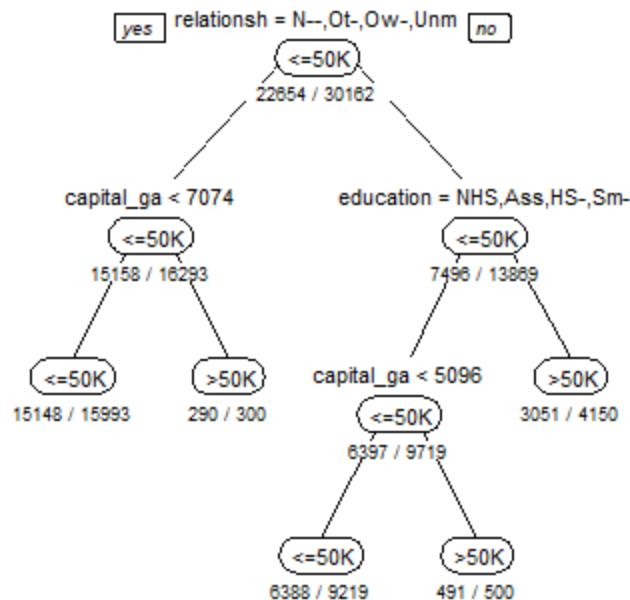 yes relationsh = N--,Ot-,Ow-,Unm no
<=50K
22654 / 30162
capital_ga < 7074 education = NHS,Ass,HS-,Sm-
<=50K <=50K
15158 / 16293 7496 / 13869
<=50K >50K capital_ga < 5096 >50K
15148 / 15993 290 / 300 <=50K 3051 / 4150
6397 / 9719
<=50K >50K
6388 / 9219 491 / 500